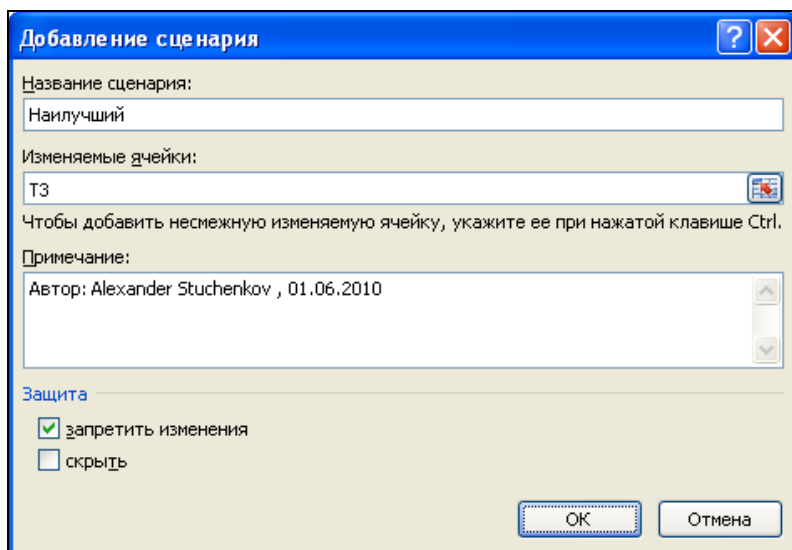 Добавление сценария
Название сценария:
Наилучший
Изменяемые ячейки:
T3
Чтобы добавить несмежную изменяемую ячейку, укажите ее при нажатой клавише Ctrl.
Примечание:
Автор: Alexander Stuchenkov , 01.06.2010
Защита
запретить изменения
скрыть
ОК
Отмена